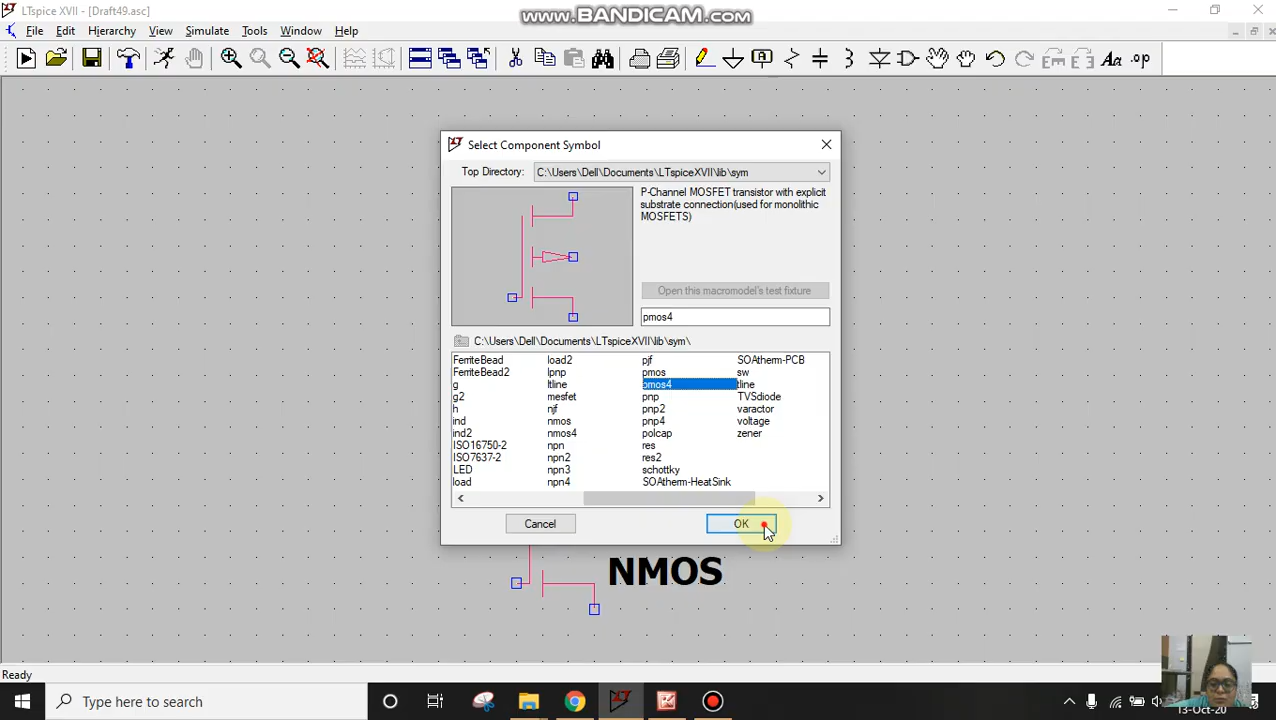 LTspice XVII - [Draft49.asc]
www.BANDICAM.com
File Edit Hierarchy View Simulate Tools Window Help
.op
Select Component Symbol
Top Directory: C:\Users\Dell\Documents\LTspiceXVII\lib\sym
P-Channel MOSFET transistor with explicit
substrate connection(used for monolithic
MOSFETS)
Open this macromodel's test fixture
pmos4
C:\Users\Dell\Documents\LTspiceXVII\lib\sym\
FerriteBead load2 pjf SOAtherm-PCB
FerriteBead2 lpnp pmos sw
g ltline pmos4 tline
g2 mesfet pnp TVSdiode
h njf pnp2 varactor
ind nmos pnp4 voltage
ind2 nmos4 polcap zener
ISO16750-2 npn res
ISO7637-2 npn2 res2
LED npn3 schottky
load npn4 SOAtherm-HeatSink
Cancel OK
NMOS
Ready
Type here to search
13-Oct-20